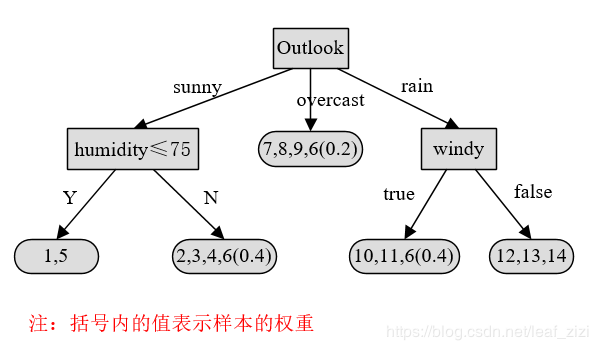 Outlook
sunny
overcast
rain
humidity≤75
7,8,9,6(0.2)
windy
Y
N
true
false
1,5
2,3,4,6(0.4)
10,11,6(0.4)
12,13,14
注：括号内的值表示样本的权重
https://blog.csdn.net/leaf_zizi